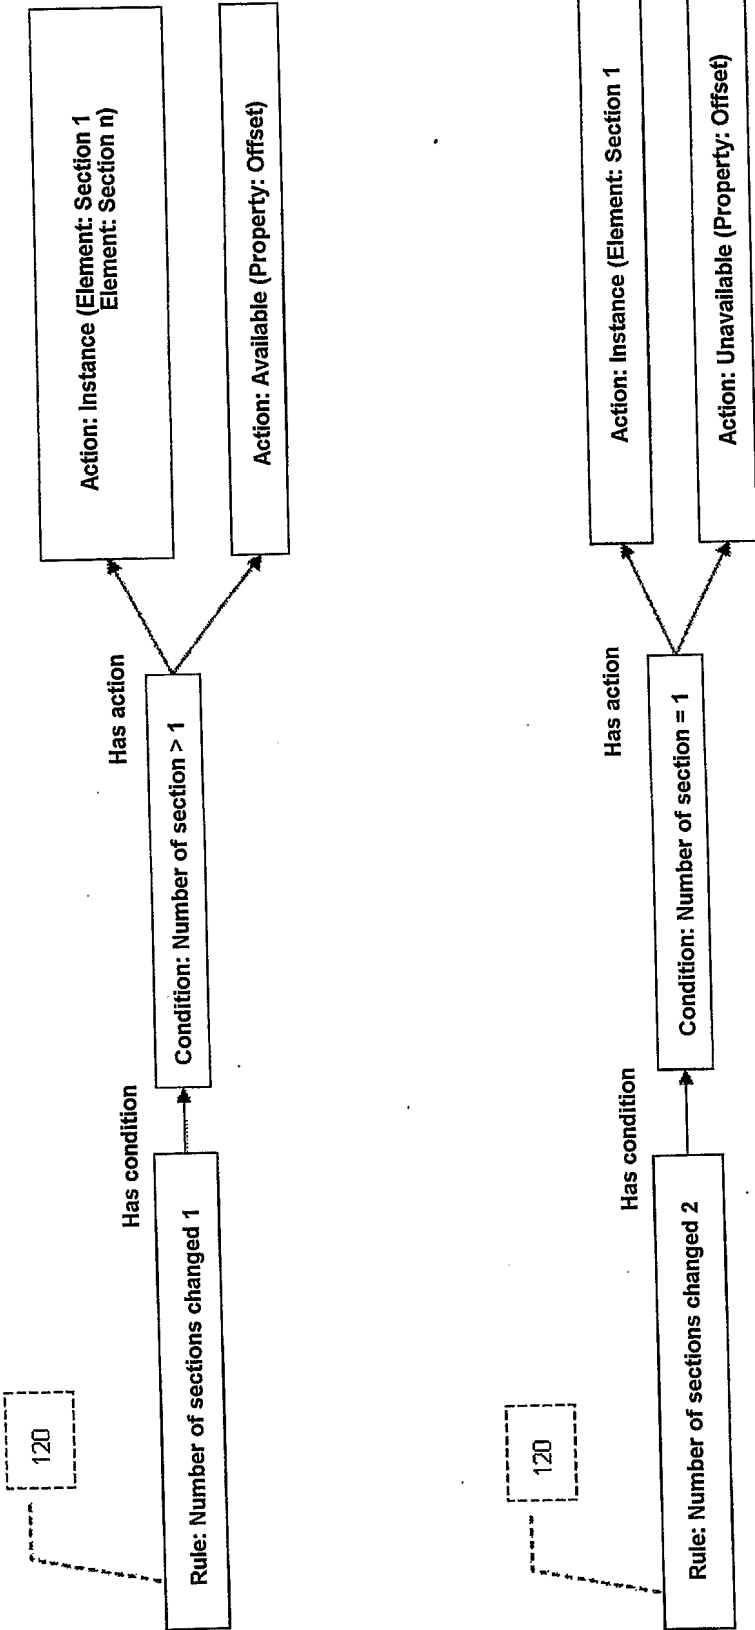 120
Rule: Number of sections changed 1
Has condition
Condition: Number of section > 1
Has action
Action: Instance (Element: Section 1
Element: Section n)
Action: Available (Property: Offset)
120
Rule: Number of sections changed 2
Has condition
Condition: Number of section = 1
Has action
Action: Instance (Element: Section 1
Action: Unavailable (Property: Offset)